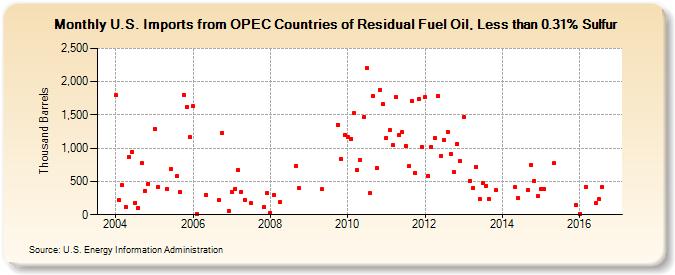 Monthly U.S. Imports from OPEC Countries of Residual Fuel Oil, Less than 0.31% Sulfur
Thousand Barrels
2,500
2,000
1,500
1,000
500
0
2004 2006 2008 2010 2012 2014 2016
Source: U.S. Energy Information Administration